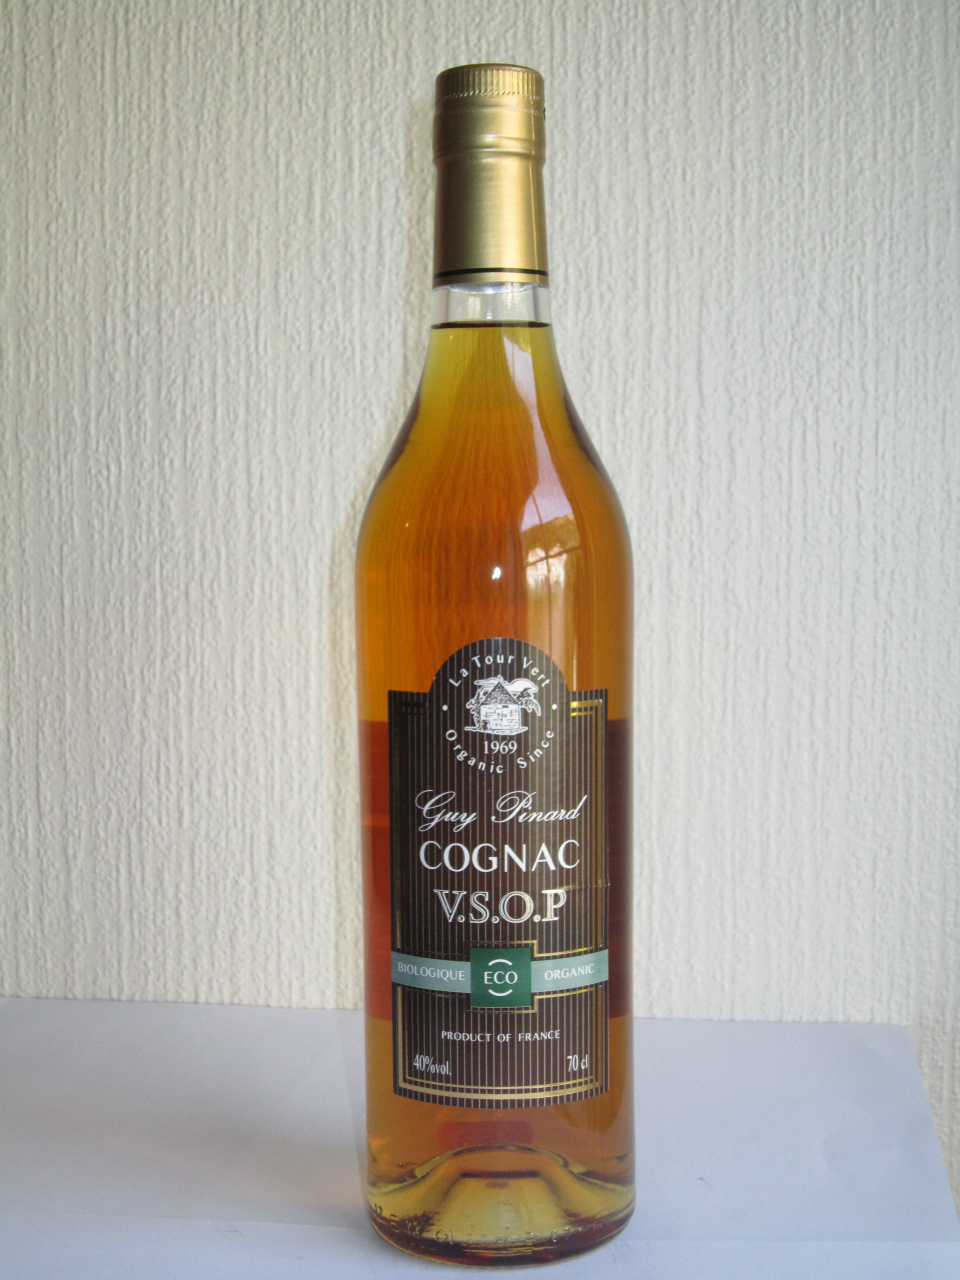 La Tour Vert
1969
Organic Since
Guy Pinard
COGNAC
V.S.O.P
BIOLOGIQUE ECO ORGANIC
PRODUCT OF FRANCE
40%vol. 70 cl